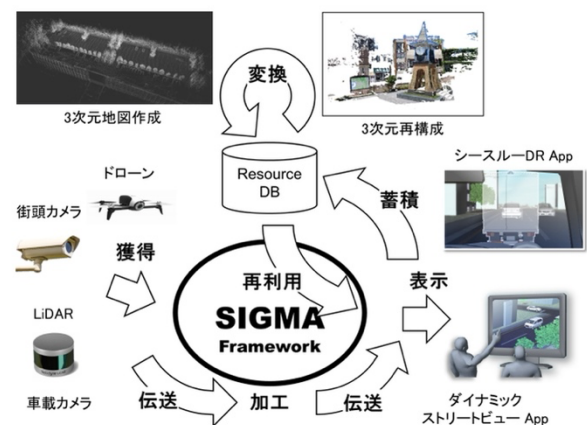 変換
3次元地図作成
3次元再構成
ドローン
Resource
DB
シースルーDR App
街頭カメラ
蓄積
獲得
再利用
表示
SIGMA
Framework
LiDAR
車載カメラ
伝送
加工
伝送
ダイナミック
ストリートビュー App